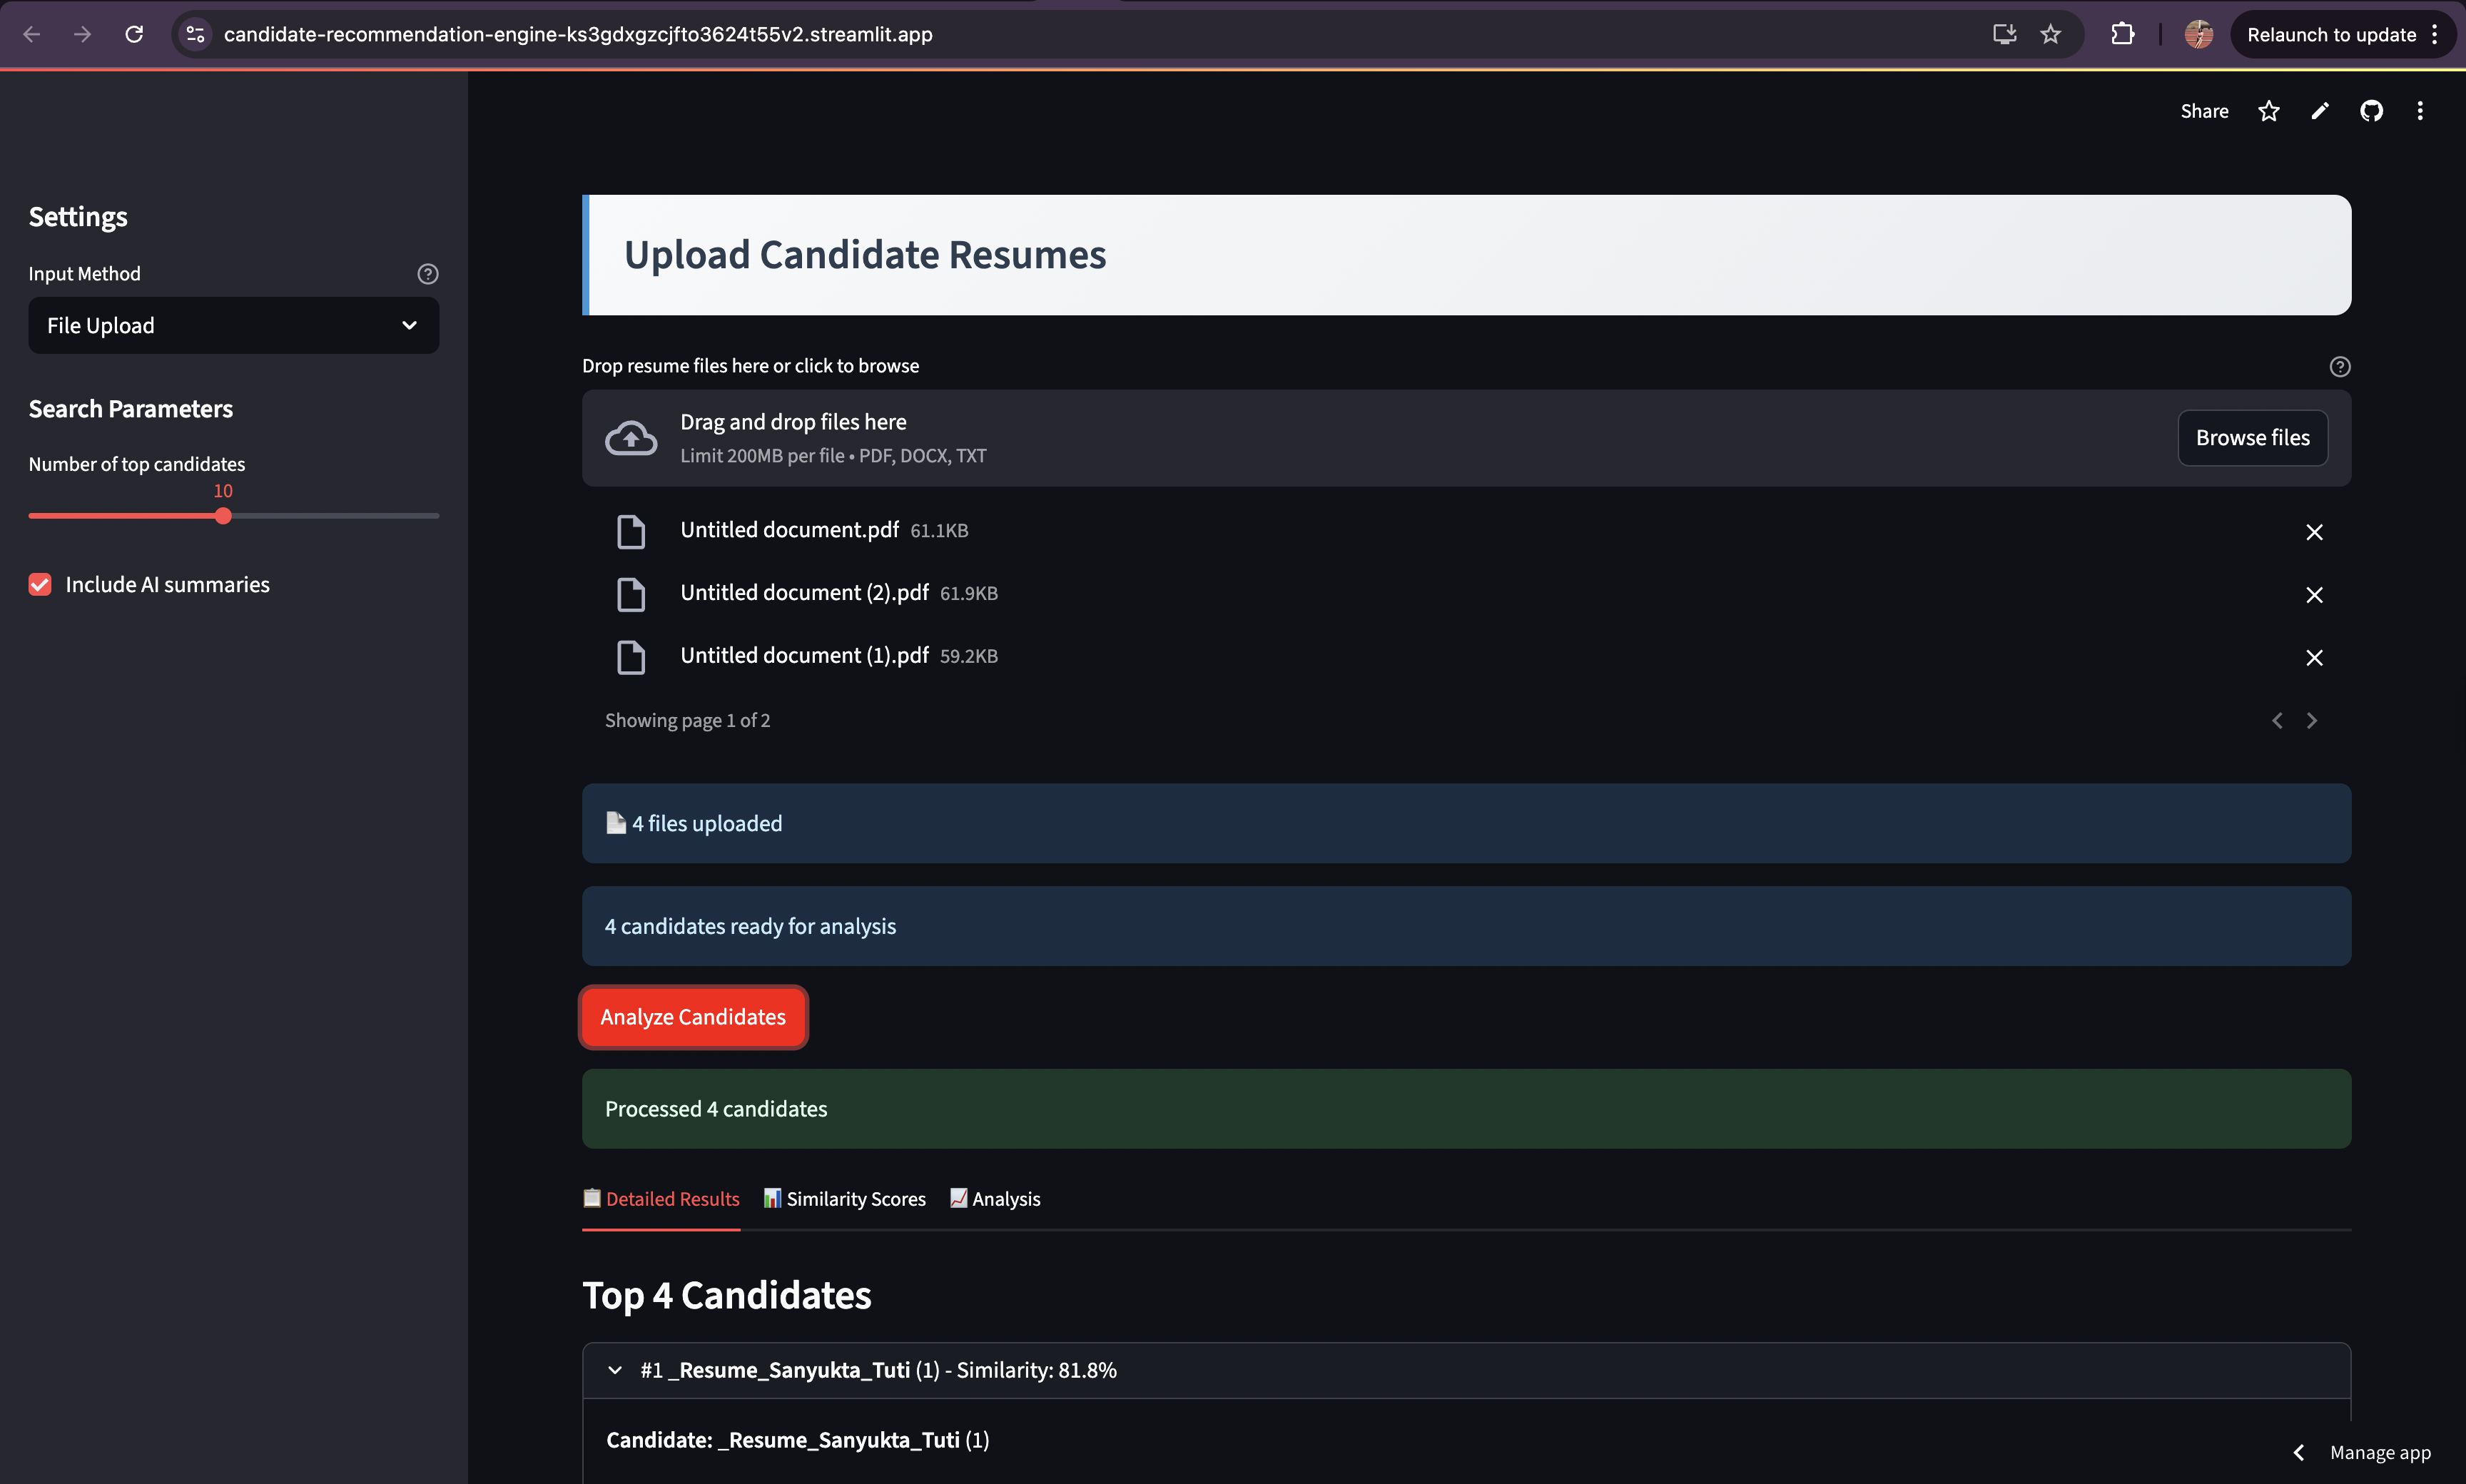 candidate-recommendation-engine-ks3gdxgzcjfto3624t55v2.streamlit.app
Relaunch to update
Share
Settings
Input Method
File Upload
Search Parameters
Number of top candidates
10
Include AI summaries
Upload Candidate Resumes
Drop resume files here or click to browse
Drag and drop files here
Limit 200MB per file • PDF, DOCX, TXT
Browse files
Untitled document.pdf 61.1KB
Untitled document (2).pdf 61.9KB
Untitled document (1).pdf 59.2KB
Showing page 1 of 2
4 files uploaded
4 candidates ready for analysis
Analyze Candidates
Processed 4 candidates
Detailed Results Similarity Scores Analysis
Top 4 Candidates
#1 _Resume_Sanyukta_Tuti (1) - Similarity: 81.8%
Candidate: _Resume_Sanyukta_Tuti (1)
Manage app